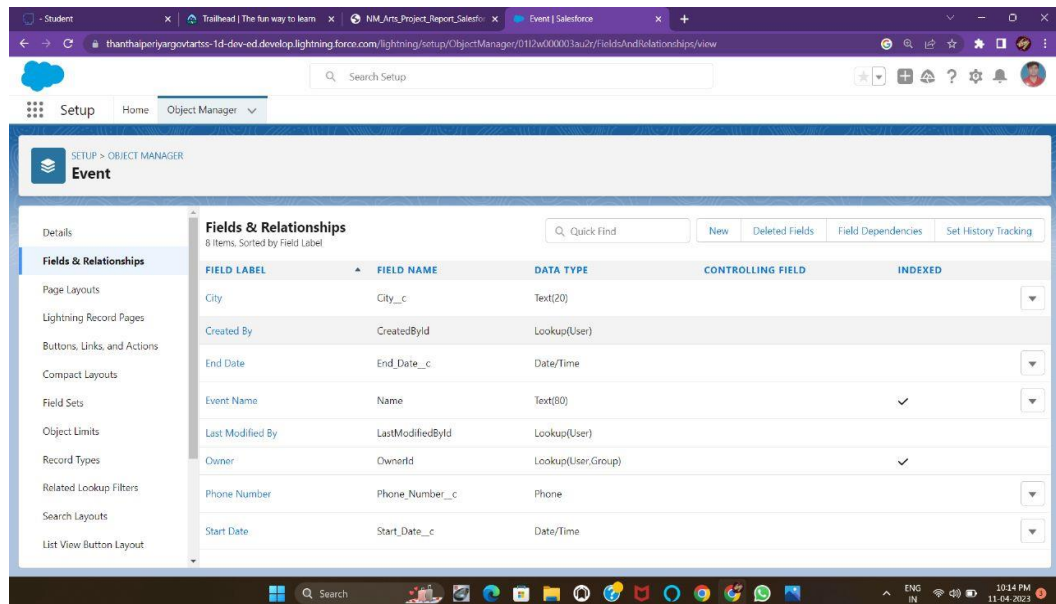 - Student
Trailhead | The fun way to learn
NM_Arts_Project_Report_Salesfor
Event | Salesforce
thanthaiperiyargovtartss-1d-dev-ed.develop.lightning.force.com/lightning/setup/ObjectManager/01I2w000003au2r/FieldsAndRelationships/view
Search Setup
Setup Home Object Manager
SETUP > OBJECT MANAGER
Event
Details
Fields & Relationships
Page Layouts
Lightning Record Pages
Buttons, Links, and Actions
Compact Layouts
Field Sets
Object Limits
Record Types
Related Lookup Filters
Search Layouts
List View Button Layout
Fields & Relationships
8 Items, Sorted by Field Label
Quick Find
New Deleted Fields Field Dependencies Set History Tracking
FIELD LABEL FIELD NAME DATA TYPE CONTROLLING FIELD INDEXED
City City__c Text(20)
Created By CreatedById Lookup(User)
End Date End_Date__c Date/Time
Event Name Name Text(80)
Last Modified By LastModifiedById Lookup(User)
Owner OwnerId Lookup(User,Group)
Phone Number Phone_Number__c Phone
Start Date Start_Date__c Date/Time
Search
ENG
IN
10:14 PM
11-04-2023
3